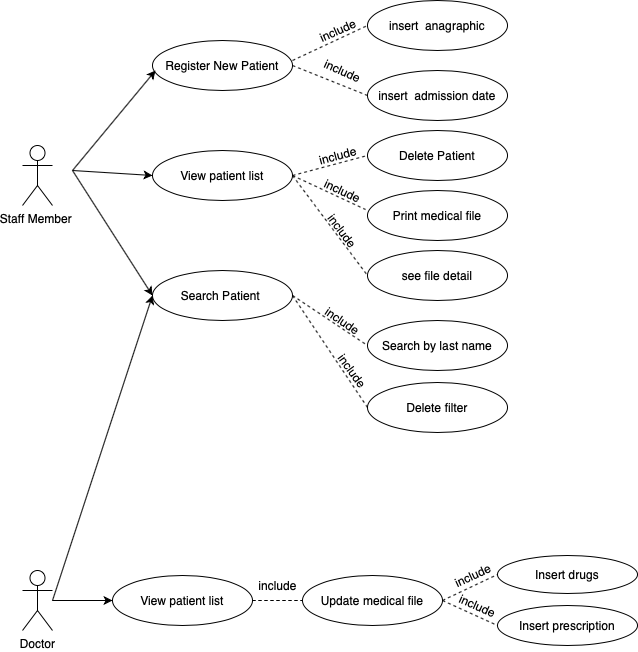 include
insert  anagraphic
Register New Patient
include
insert  admission date
Staff Member
View patient list
include
Delete Patient
include
Print medical file
include
see file detail
Search Patient
include
Search by last name
include
Delete filter
Doctor
View patient list
include
Update medical file
include
Insert drugs
include
Insert prescription